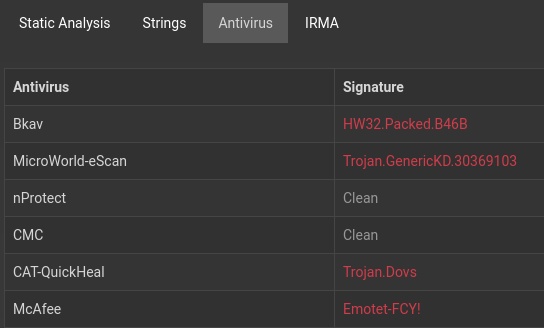 Static Analysis Strings Antivirus IRMA
Antivirus Signature
Bkav HW32.Packed.B46B
MicroWorld-eScan Trojan.GenericKD.30369103
nProtect Clean
CMC Clean
CAT-QuickHeal Trojan.Dovs
McAfee Emotet-FCY!